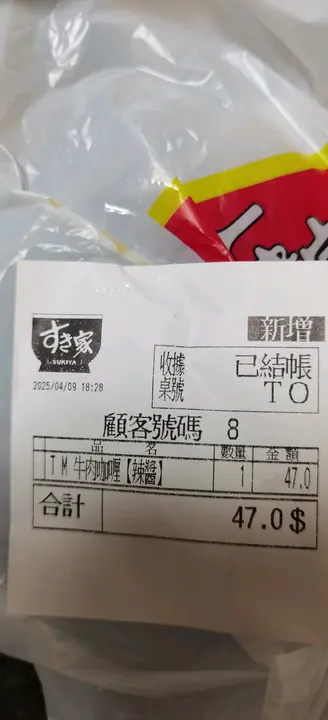 すき家
SUKIYA
2025/04/09 18:28
新增
收據 已結帳
桌號 TO
顧客號碼 8
品 名 數量 金額
TM 牛肉咖喱【辣醬】 1 47.0
合計 47.0$